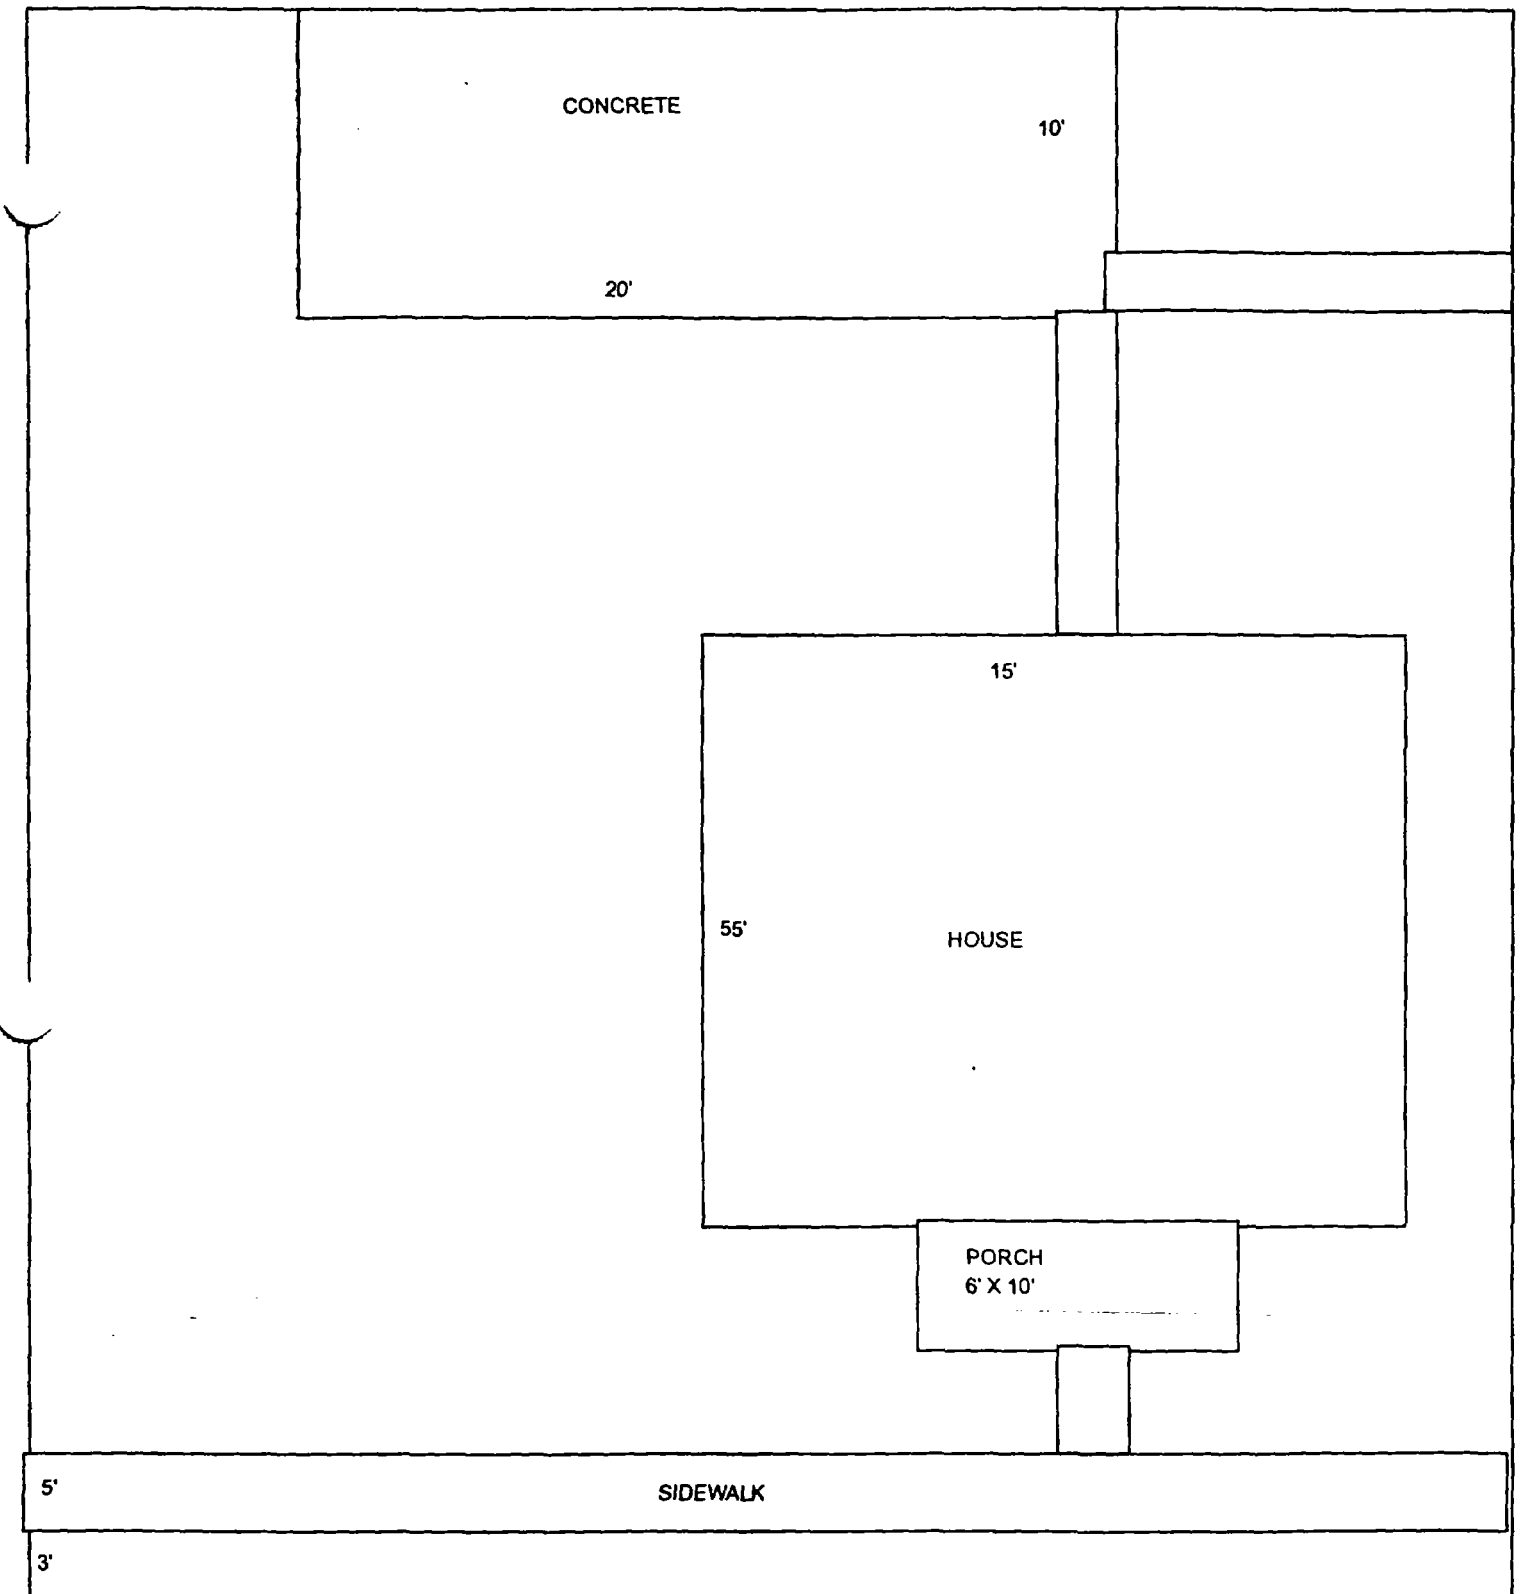 CONCRETE
10'
20'
15'
55'
HOUSE
PORCH
6' X 10'
5'
SIDEWALK
3'